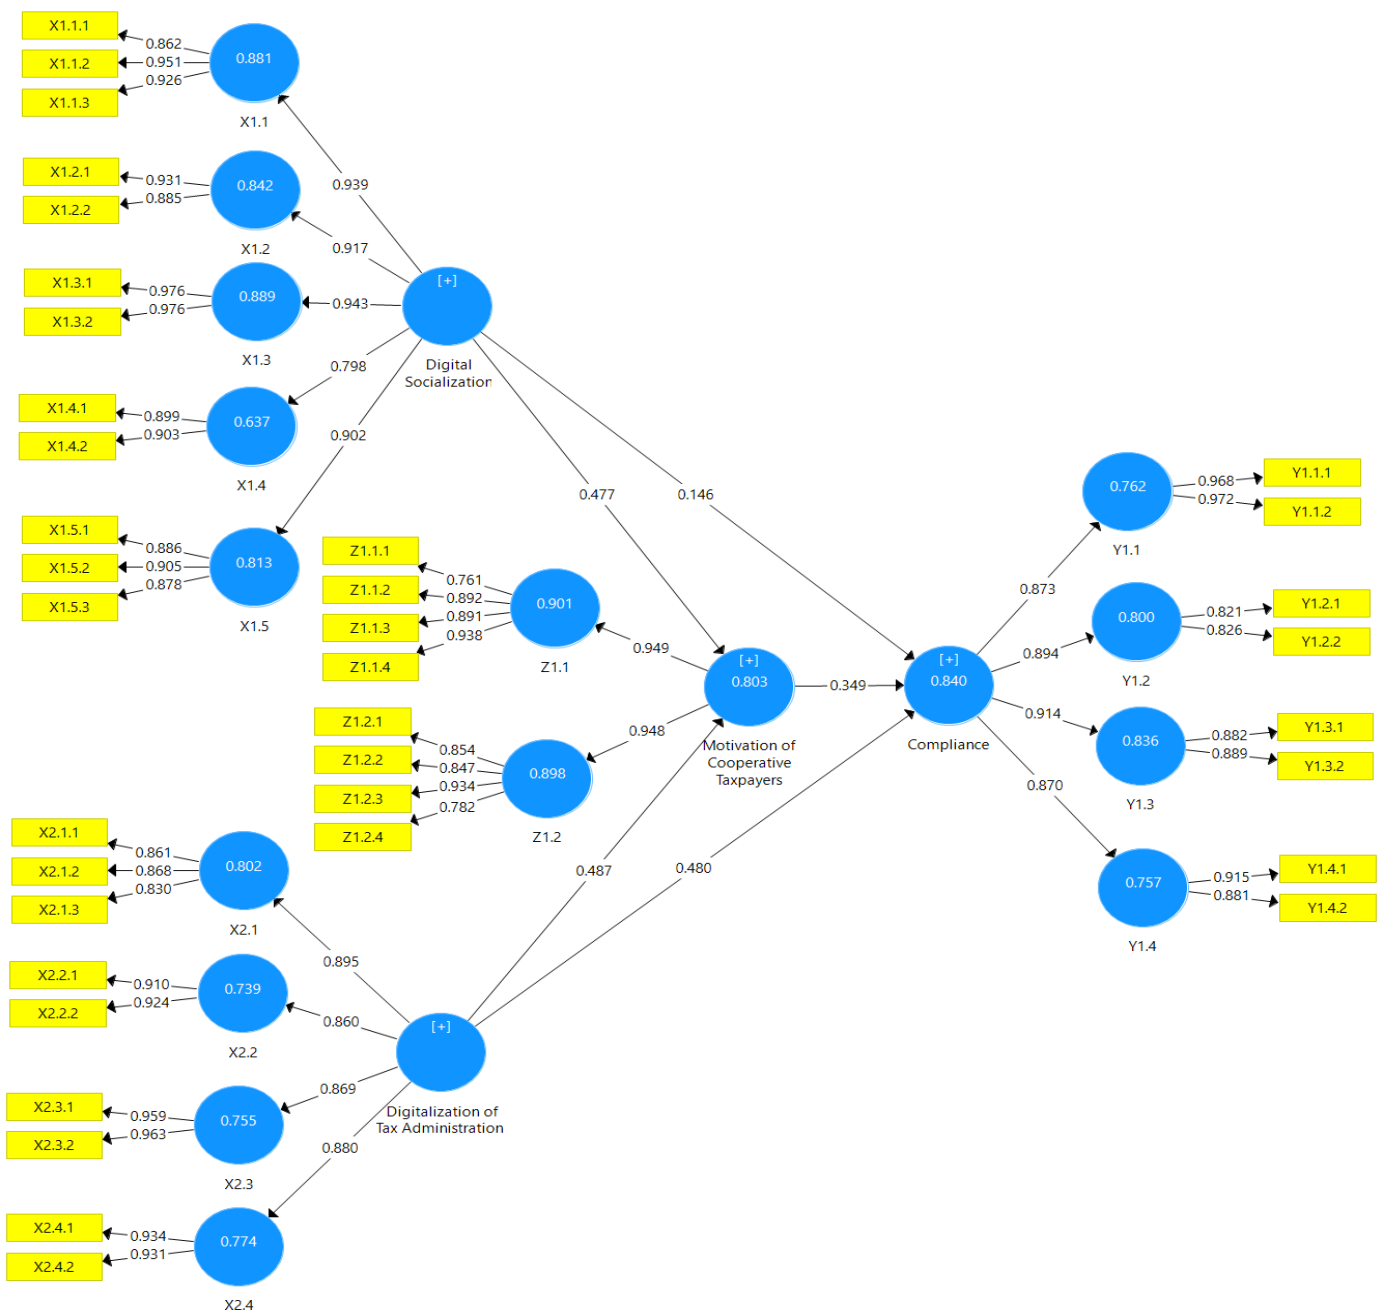 X1.1.1
0.862
X1.1.2
0.951
0.926
X1.1.3
0.881
X1.1
X1.2.1
0.931
0.885
X1.2.2
0.842
X1.2
X1.3.1
0.976
0.976
X1.3.2
0.889
X1.3
X1.4.1
0.899
0.903
X1.4.2
0.637
X1.4
X1.5.1
0.886
X1.5.2
0.905
0.878
X1.5.3
0.813
X1.5
0.939
0.917
0.943
0.798
0.902
[+]
Digital
Socialization
0.477
0.146
Z1.1.1
0.761
Z1.1.2
0.892
0.891
Z1.1.3
0.938
Z1.1.4
0.901
Z1.1
0.949
Z1.2.1
0.854
Z1.2.2
0.847
0.934
Z1.2.3
0.782
Z1.2.4
0.898
Z1.2
0.948
[+]
0.803
Motivation of
Cooperative
Taxpayers
0.349
[+]
0.840
Compliance
0.873
0.894
0.914
0.870
0.762
Y1.1
0.968
0.972
Y1.1.1
Y1.1.2
0.800
Y1.2
0.821
0.826
Y1.2.1
Y1.2.2
0.836
Y1.3
0.882
0.889
Y1.3.1
Y1.3.2
0.757
Y1.4
0.915
0.881
Y1.4.1
Y1.4.2
X2.1.1
0.861
X2.1.2
0.868
0.830
X2.1.3
0.802
X2.1
X2.2.1
0.910
0.924
X2.2.2
0.739
X2.2
X2.3.1
0.959
0.963
X2.3.2
0.755
X2.3
X2.4.1
0.934
0.931
X2.4.2
0.774
X2.4
0.895
0.860
0.869
0.880
[+]
Digitalization of
Tax Administration
0.487
0.480